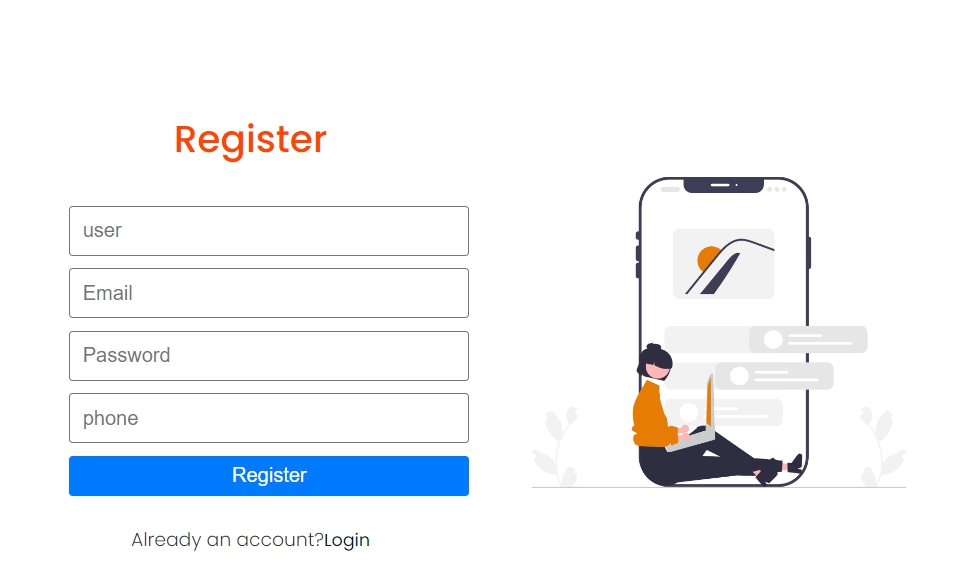 Register
user
Email
Password
phone
Register
Already an account?Login